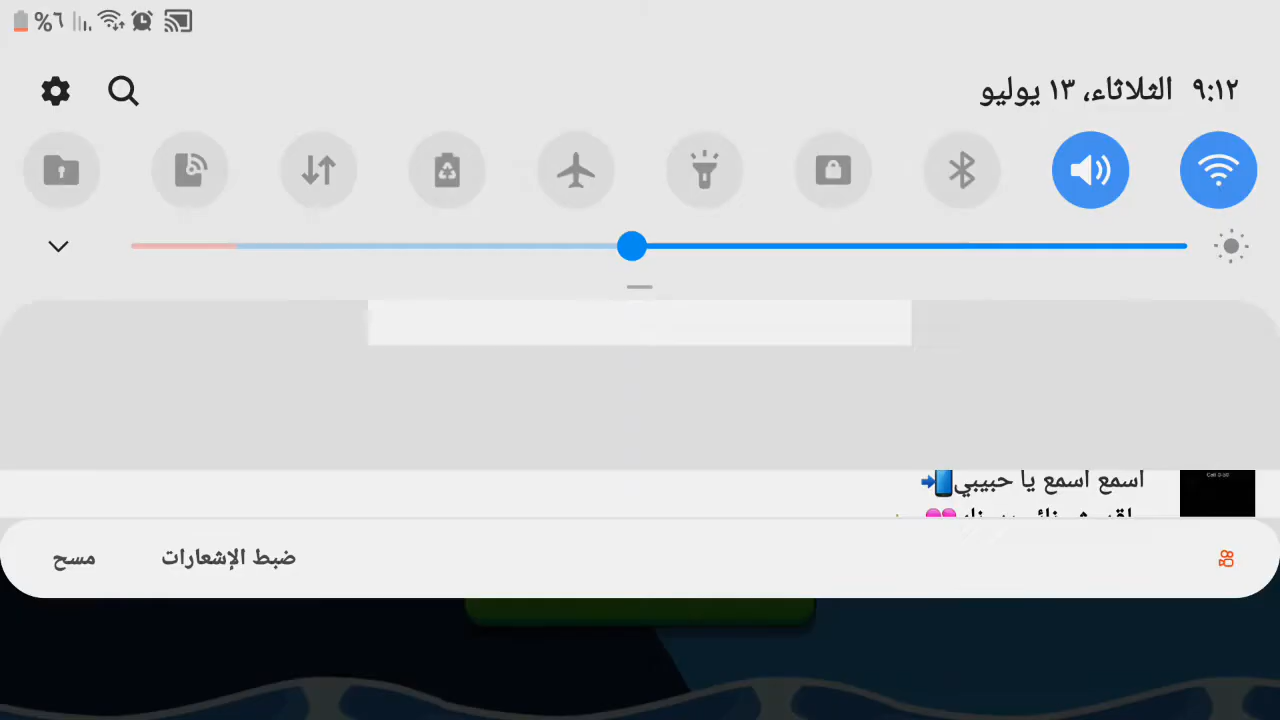 %٦
٩:١٢ الثلاثاء، ١٣ يوليو
اسمع اسمع يا حبيبي📲
ضبط الإشعارات
مسح